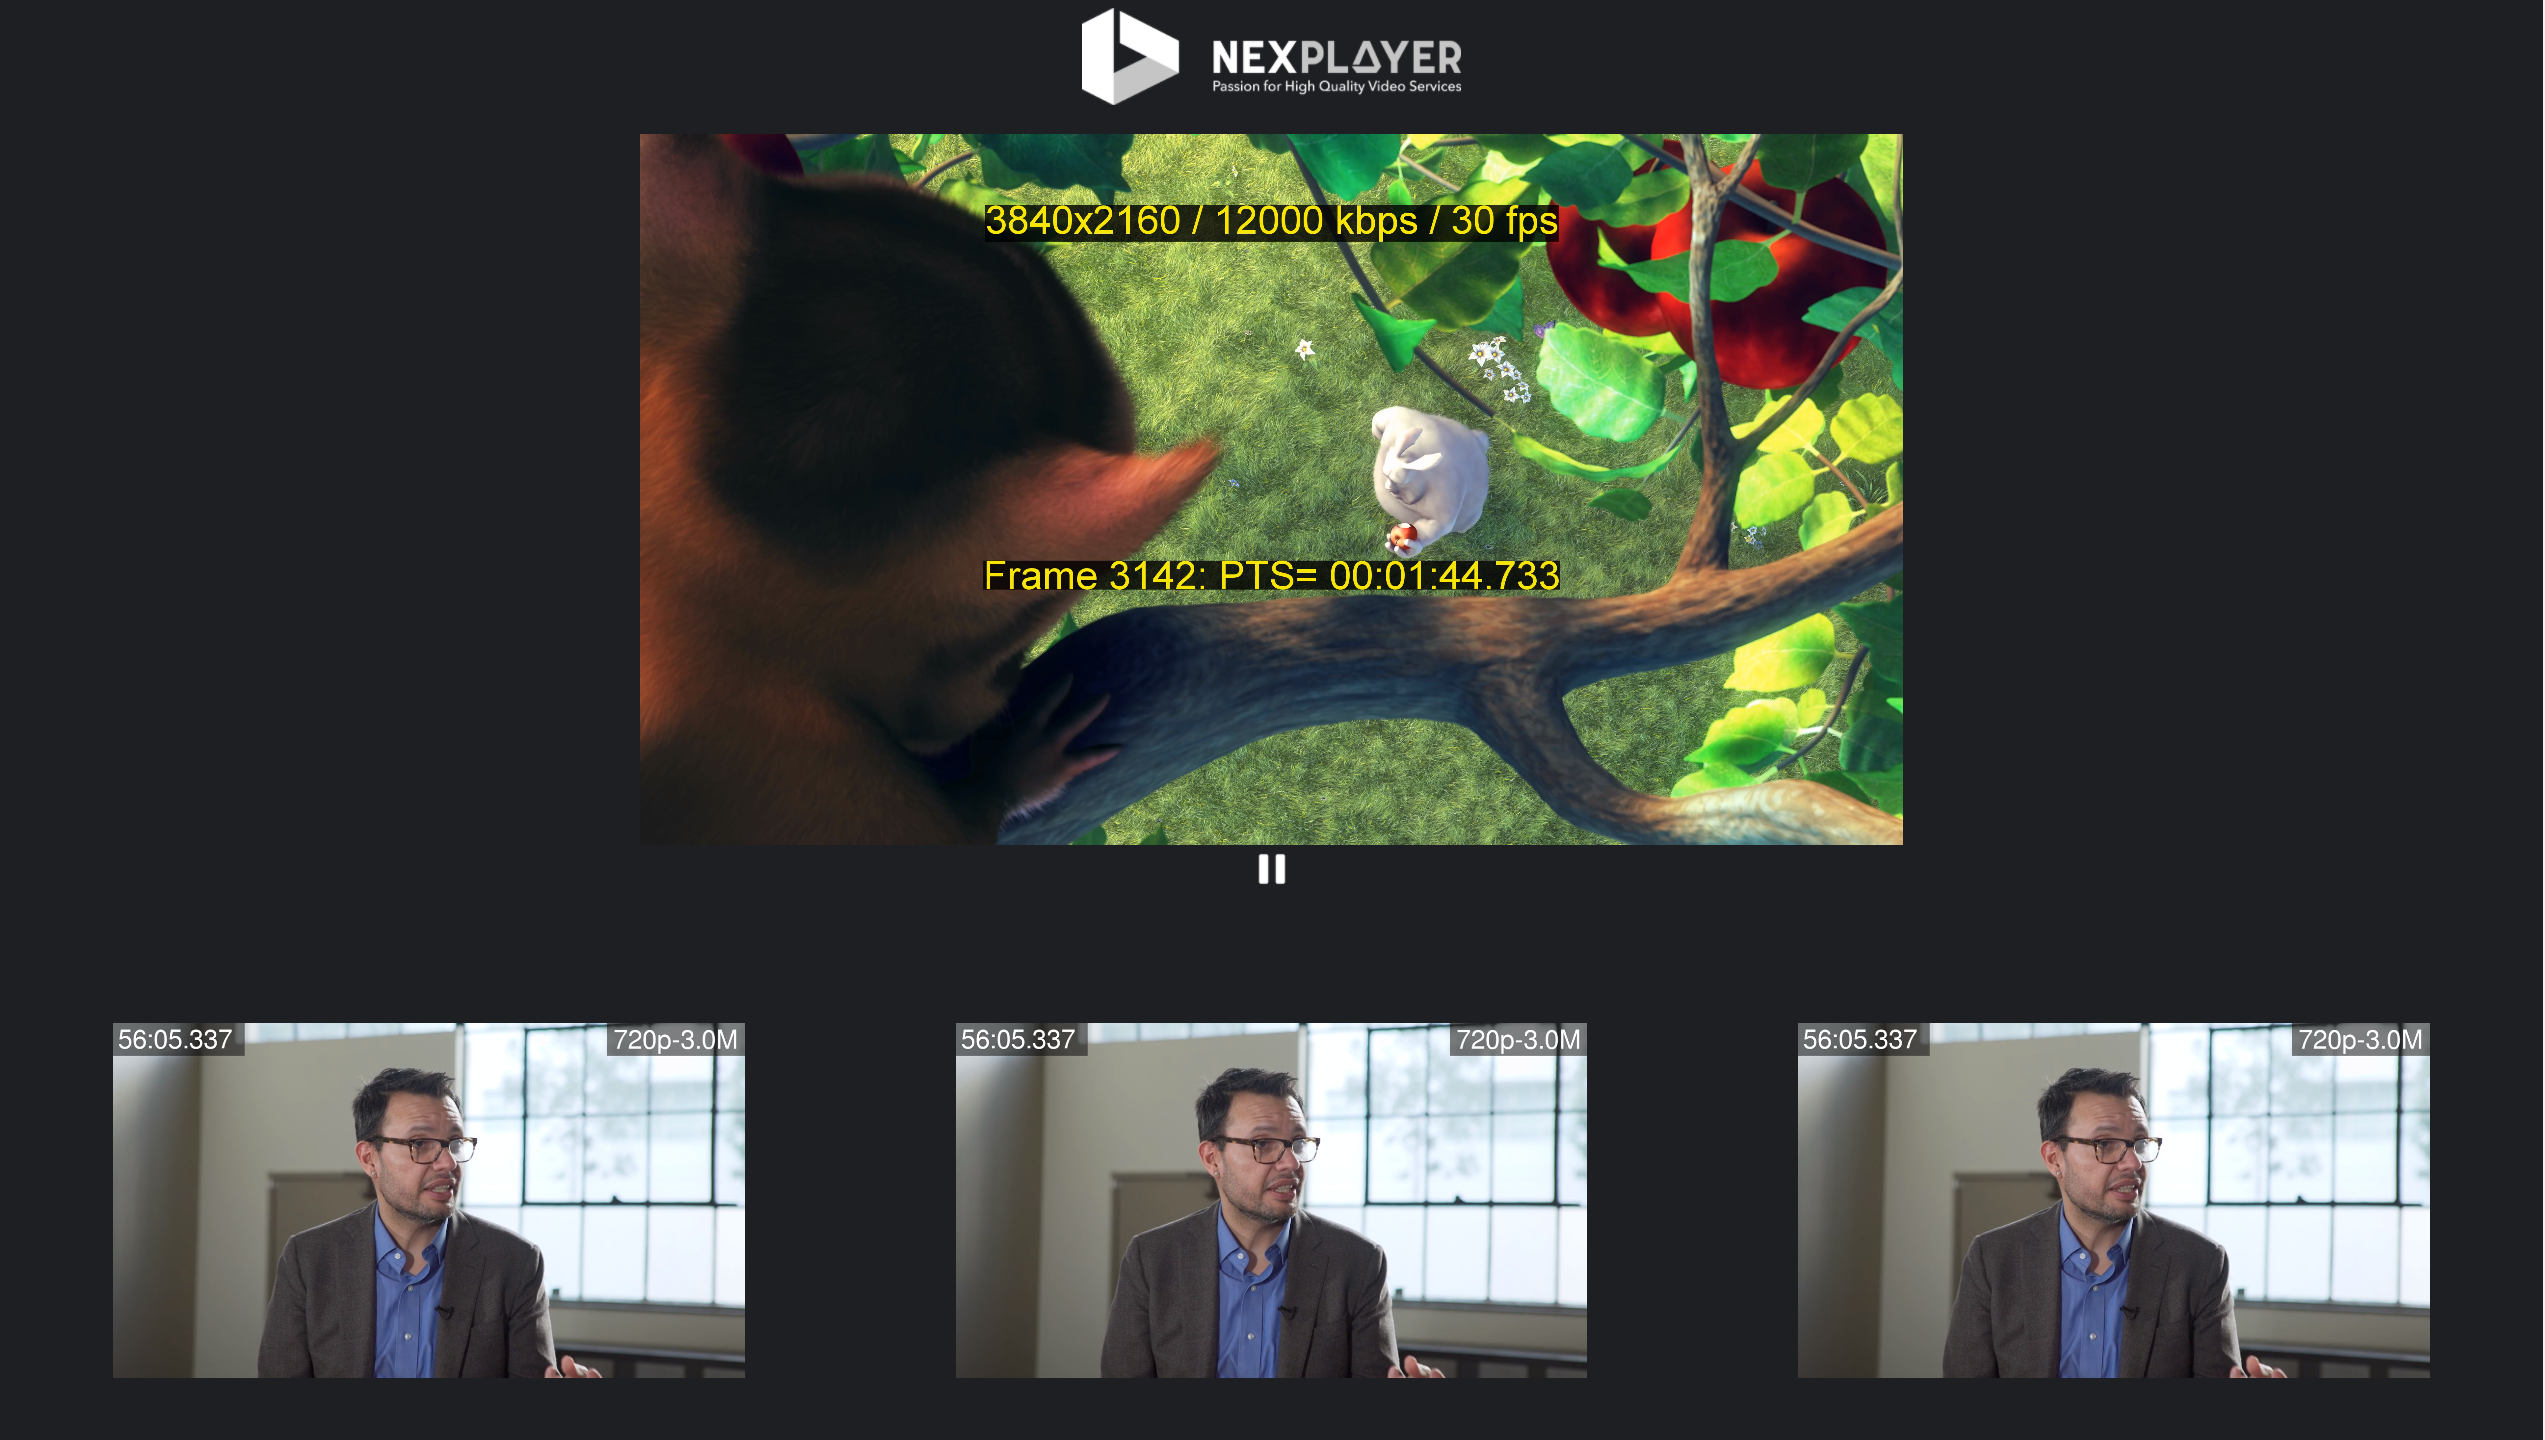 NEXPLAYER
Passion for High Quality Video Services
3840x2160 / 12000 kbps / 30 fps
Frame 3142: PTS= 00:01:44.733
56:05.337
720p-3.0M
56:05.337
720p-3.0M
56:05.337
720p-3.0M